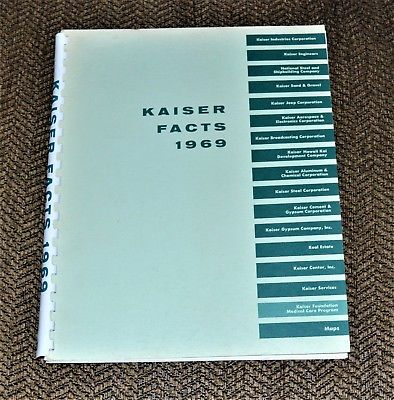 KAISER FACTS 1969
KAISER
FACTS
1969
Kaiser Industries Corporation
Kaiser Engineers
National Steel and
Shipbuilding Company
Kaiser Sand & Gravel
Kaiser Jeep Corporation
Kaiser Aerospace &
Electronics Corporation
Kaiser Broadcasting Corporation
Kaiser Hawaii Kai
Development Company
Kaiser Aluminum &
Chemical Corporation
Kaiser Steel Corporation
Kaiser Cement &
Gypsum Corporation
Kaiser Gypsum Company, Inc.
Real Estate
Kaiser Center, Inc.
Kaiser Services
Kaiser Foundation
Medical Care Program
Maps